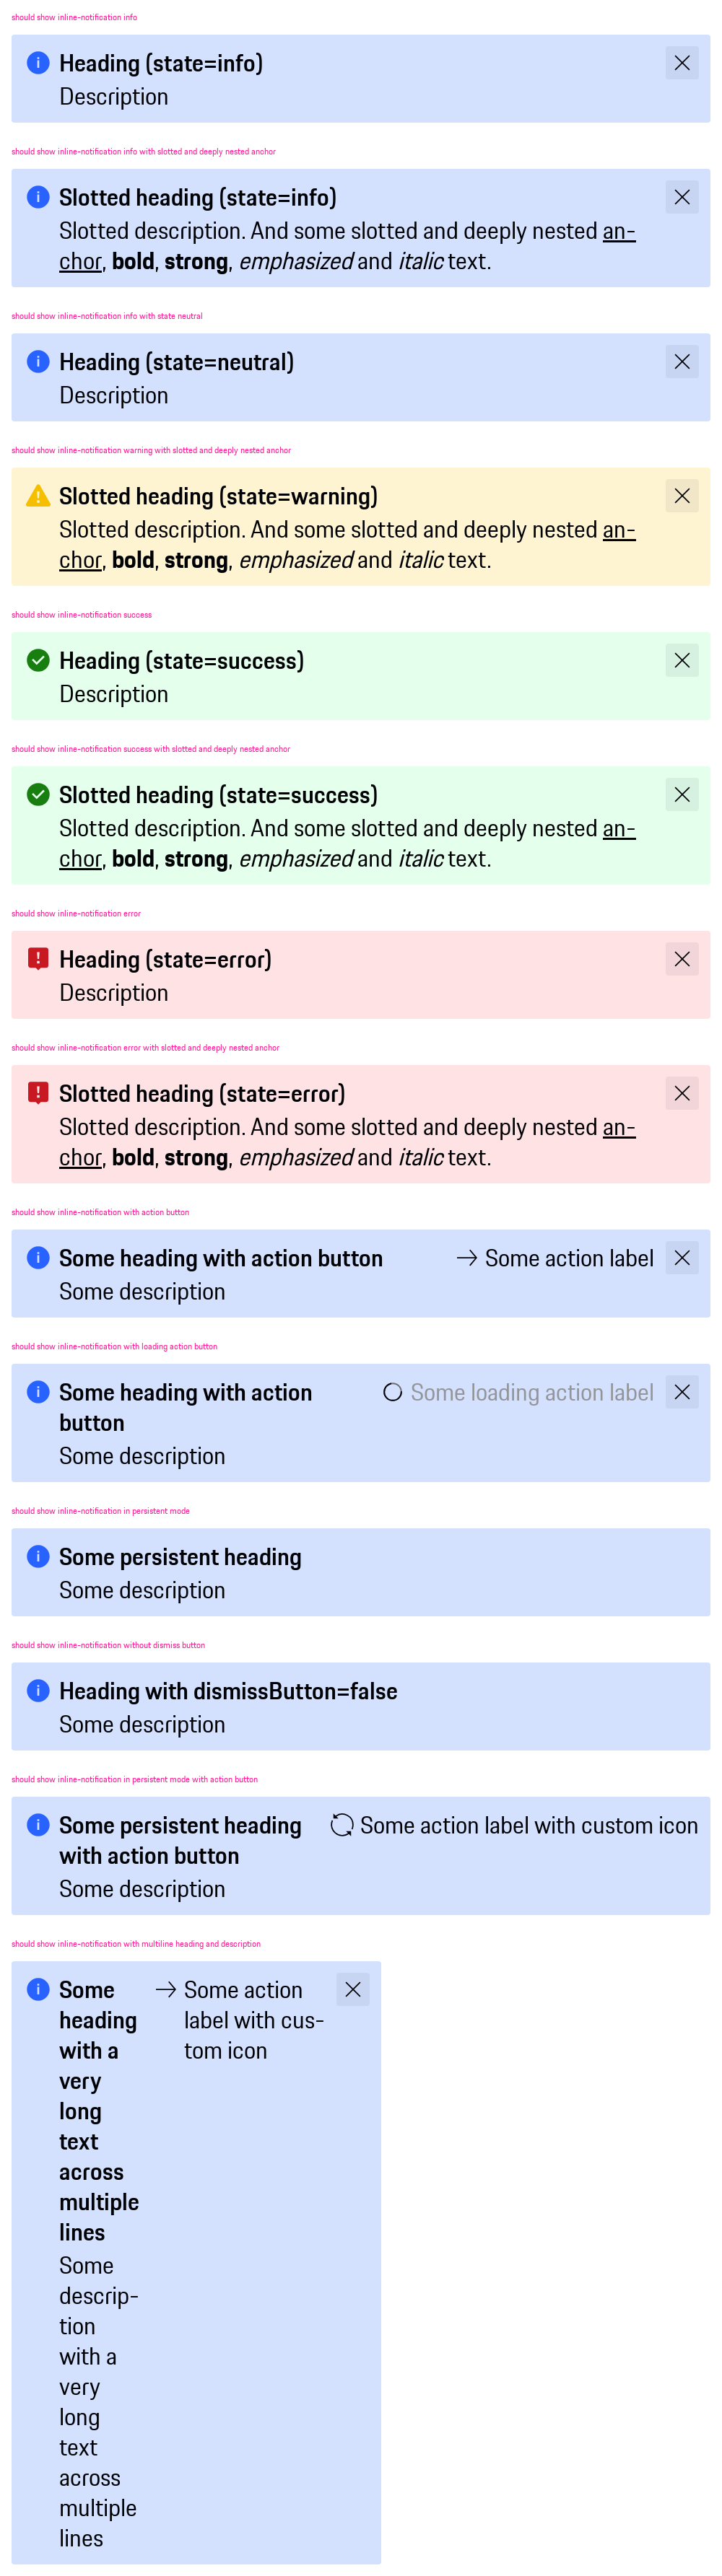 should show inline-notification info
Heading (state=info)
Description
should show inline-notification info with slotted and deeply nested anchor
Slotted heading (state=info)
Slotted description. And some slotted and deeply nested an-
chor, bold, strong, emphasized and italic text.
should show inline-notification info with state neutral
Heading (state=neutral)
Description
should show inline-notification warning with slotted and deeply nested anchor
Slotted heading (state=warning)
Slotted description. And some slotted and deeply nested an-
chor, bold, strong, emphasized and italic text.
should show inline-notification success
Heading (state=success)
Description
should show inline-notification success with slotted and deeply nested anchor
Slotted heading (state=success)
Slotted description. And some slotted and deeply nested an-
chor, bold, strong, emphasized and italic text.
should show inline-notification error
Heading (state=error)
Description
should show inline-notification error with slotted and deeply nested anchor
Slotted heading (state=error)
Slotted description. And some slotted and deeply nested an-
chor, bold, strong, emphasized and italic text.
should show inline-notification with action button
Some heading with action button
Some action label
Some description
should show inline-notification with loading action button
Some heading with action
button
Some loading action label
Some description
should show inline-notification in persistent mode
Some persistent heading
Some description
should show inline-notification without dismiss button
Heading with dismissButton=false
Some description
should show inline-notification in persistent mode with action button
Some persistent heading
with action button
Some action label with custom icon
Some description
should show inline-notification with multiline heading and description
Some
heading
with a
very
long
text
across
multiple
lines
Some action
label with cus-
tom icon
Some
descrip-
tion
with a
very
long
text
across
multiple
lines